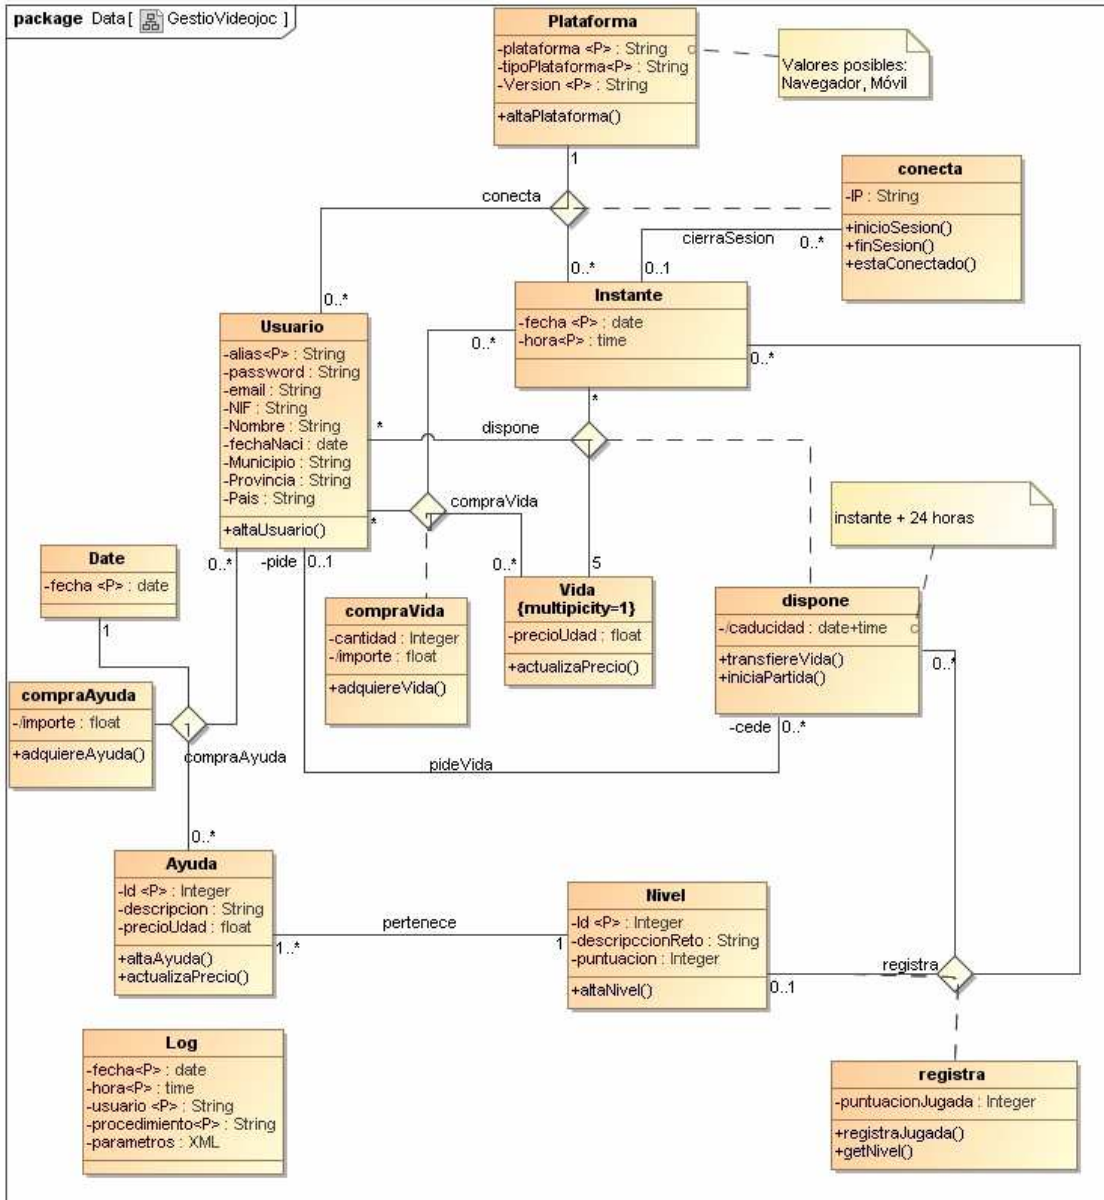 package Data[ GestioVideojoc ]
Plataforma
-plataforma <P> : String
-tipoPlataforma<P> : String
-Version <P> : String
+altaPlataforma()
Valores posibles:
Navegador, Móvil
1
conecta
conecta
-IP : String
+inicioSesion()
+finSesion()
+estaConectado()
cierraSesion
0..*
0..1
0..*
0..*
Instante
-fecha <P> : date
-hora<P> : time
0..*
0..*
*
Usuario
-alias<P> : String
-password : String
-email : String
-NIF : String
-Nombre : String
-fechaNaci : date
-Municipio : String
-Provincia : String
-Pais : String
+altaUsuario()
*
dispone
*
compraVida
instante + 24 horas
0..*
-pide
0..1
0..*
5
Date
-fecha <P> : date
1
compraVida
-cantidad : Integer
-/importe : float
+adquiereVida()
Vida
{multipicity=1}
-precioUdad : float
+actualizaPrecio()
dispone
-/caducidad : date+time
+transfiereVida()
+iniciaPartida()
0..*
-cede
0..*
compraAyuda
-/importe : float
+adquiereAyuda()
compraAyuda
pideVida
0..*
Ayuda
-Id <P> : Integer
-descripcion : String
-precioUdad : float
+altaAyuda()
+actualizaPrecio()
1..*
pertenece
1
Nivel
-Id <P> : Integer
-descripccionReto : String
-puntuacion : Integer
+altaNivel()
0..1
registra
Log
-fecha<P> : date
-hora<P> : time
-usuario <P> : String
-procedimiento<P> : String
-parametros : XML
registra
-puntuacionJugada : Integer
+registraJugada()
+getNivel()